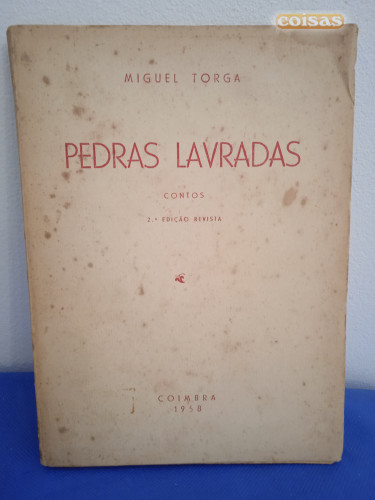 coisas
MIGUEL TORGA
PEDRAS LAVRADAS
CONTOS
2.ª EDIÇÃO REVISTA
COIMBRA
1958